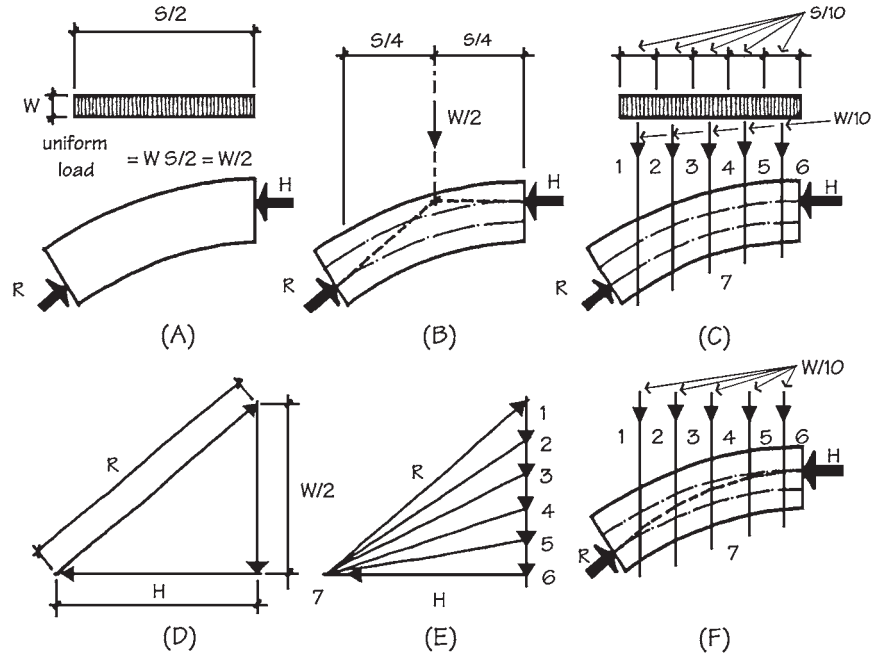 S/2
W
uniform
load
= W S/2 = W/2
H
R
(A)
S/4
S/4
W/2
H
R
(B)
S/10
W/10
1 2 3 4 5 6
H
R
7
(C)
R
W/2
H
(D)
1
R
2
3
4
5
7
H
6
(E)
W/10
1 2 3 4 5 6
H
R
7
(F)